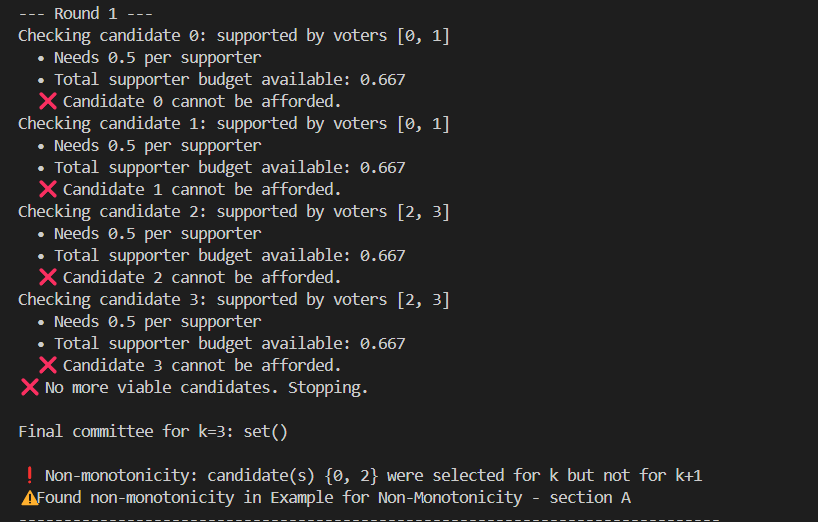 --- Round 1 ---
Checking candidate 0: supported by voters [0, 1]
• Needs 0.5 per supporter
• Total supporter budget available: 0.667
❌ Candidate 0 cannot be afforded.
Checking candidate 1: supported by voters [0, 1]
• Needs 0.5 per supporter
• Total supporter budget available: 0.667
❌ Candidate 1 cannot be afforded.
Checking candidate 2: supported by voters [2, 3]
• Needs 0.5 per supporter
• Total supporter budget available: 0.667
❌ Candidate 2 cannot be afforded.
Checking candidate 3: supported by voters [2, 3]
• Needs 0.5 per supporter
• Total supporter budget available: 0.667
❌ Candidate 3 cannot be afforded.
❌ No more viable candidates. Stopping.
Final committee for k=3: set()
❗ Non-monotonicity: candidate(s) {0, 2} were selected for k but not for k+1
⚠️Found non-monotonicity in Example for Non-Monotonicity - section A
--------------------------------------------------------------------------------